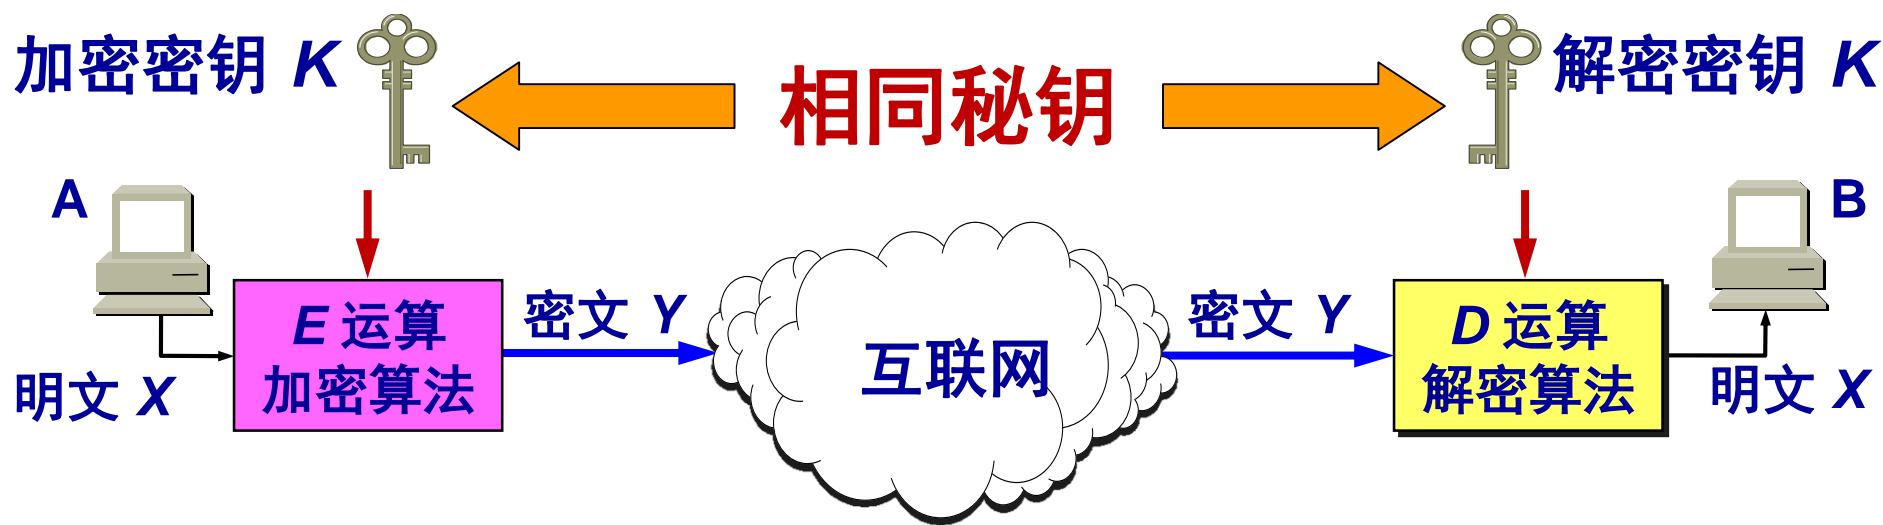 加密密钥 K
相同秘钥
解密密钥 K
A
B
E 运算
加密算法
密文 Y
互联网
密文 Y
D 运算
解密算法
明文 X
明文 X